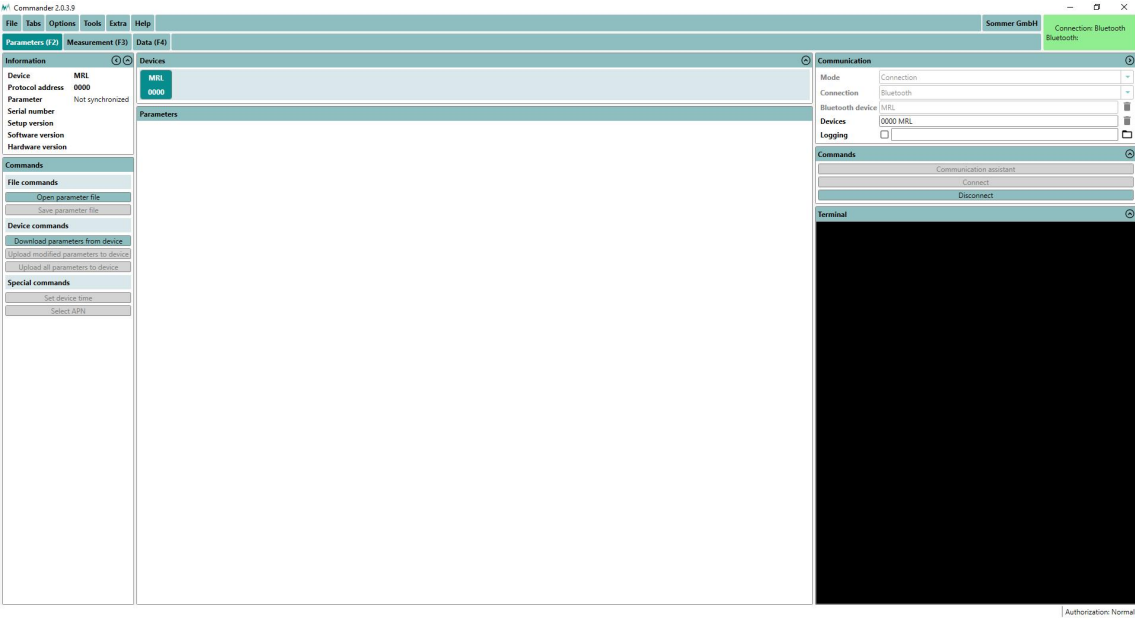 Commander 2.0.3.9
File Tabs Options Tools Extra Help Sommer GmbH
Connection: Bluetooth
Bluetooth:
Parameters (F2) Measurement (F3) Data (F4)
Information
Device MRL
Protocol address 0000
Parameter Not synchronized
Serial number
Setup version
Software version
Hardware version
Commands
File commands
Open parameter file
Save parameter file
Device commands
Download parameters from device
Upload modified parameters to device
Upload all parameters to device
Special commands
Set device time
Select APN
Devices
MRL
0000
Parameters
Communication
Mode Connection
Connection Bluetooth
Bluetooth device MRL
Devices 0000 MRL
Logging
Commands
Communication assistant
Connect
Disconnect
Terminal
Authorization: Normal